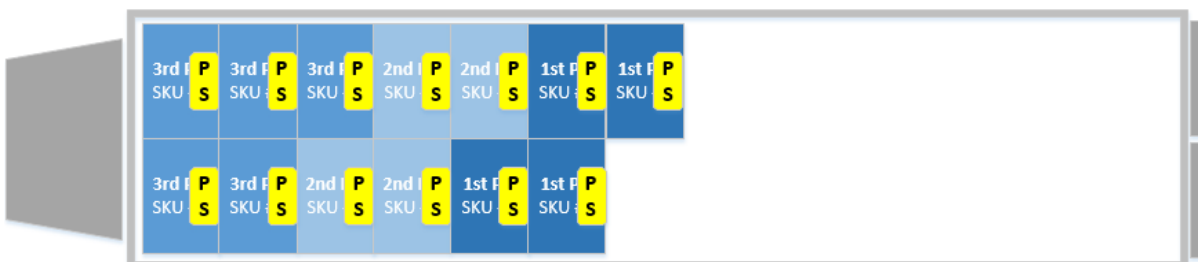 3rd P 3rd P 3rd P 2nd P 2nd P 1st P 1st P
SKU S SKU S SKU S SKU S SKU S SKU S SKU S
3rd P 3rd P 2nd P 2nd P 1st P 1st P
SKU S SKU S SKU S SKU S SKU S SKU S